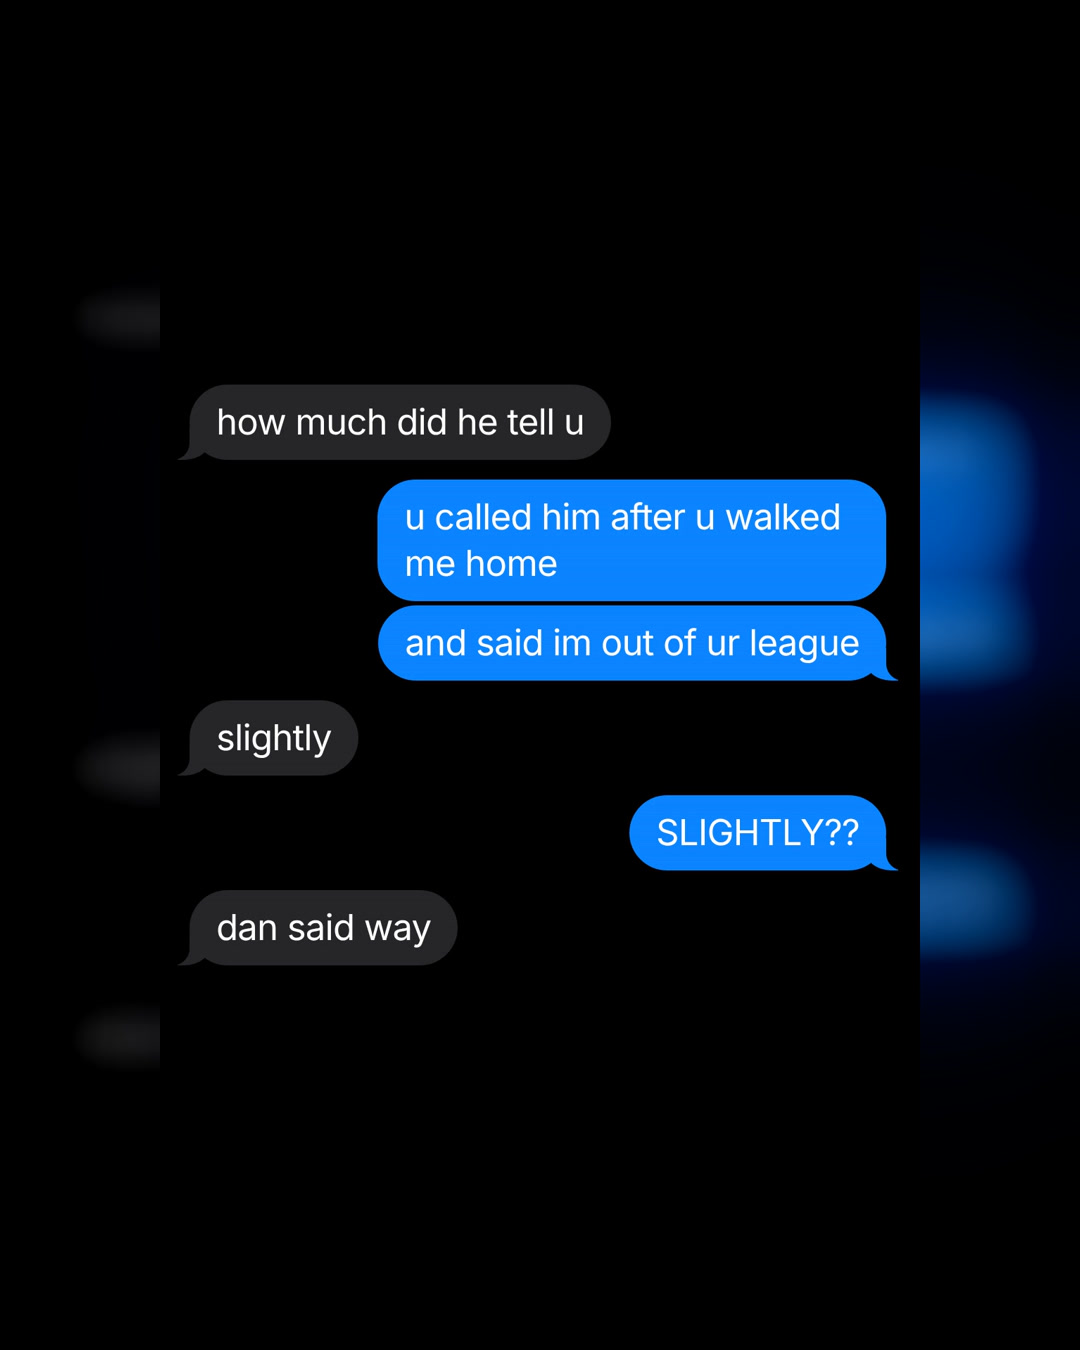 how much did he tell u
u called him after u walked
me home
and said im out of ur league
slightly
SLIGHTLY??
dan said way